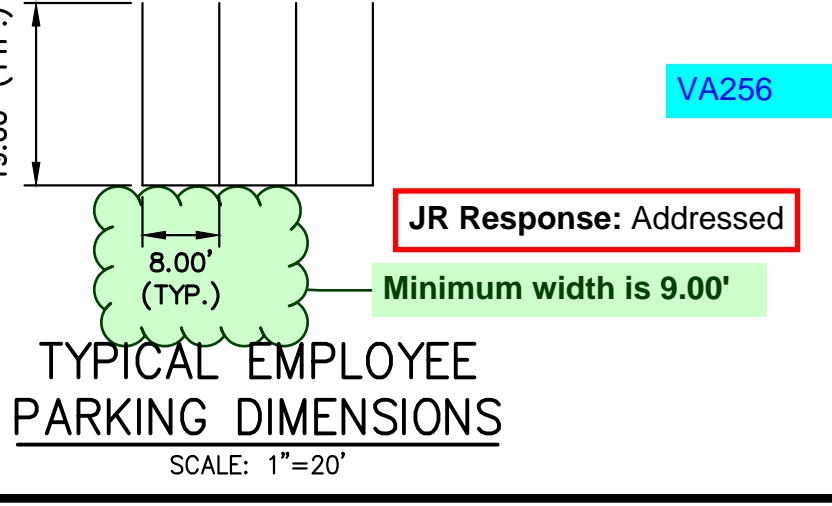 (TYP.)
VA256
JR Response: Addressed
8.00'
(TYP.)
Minimum width is 9.00'
TYPICAL EMPLOYEE
PARKING DIMENSIONS
SCALE: 1"=20'